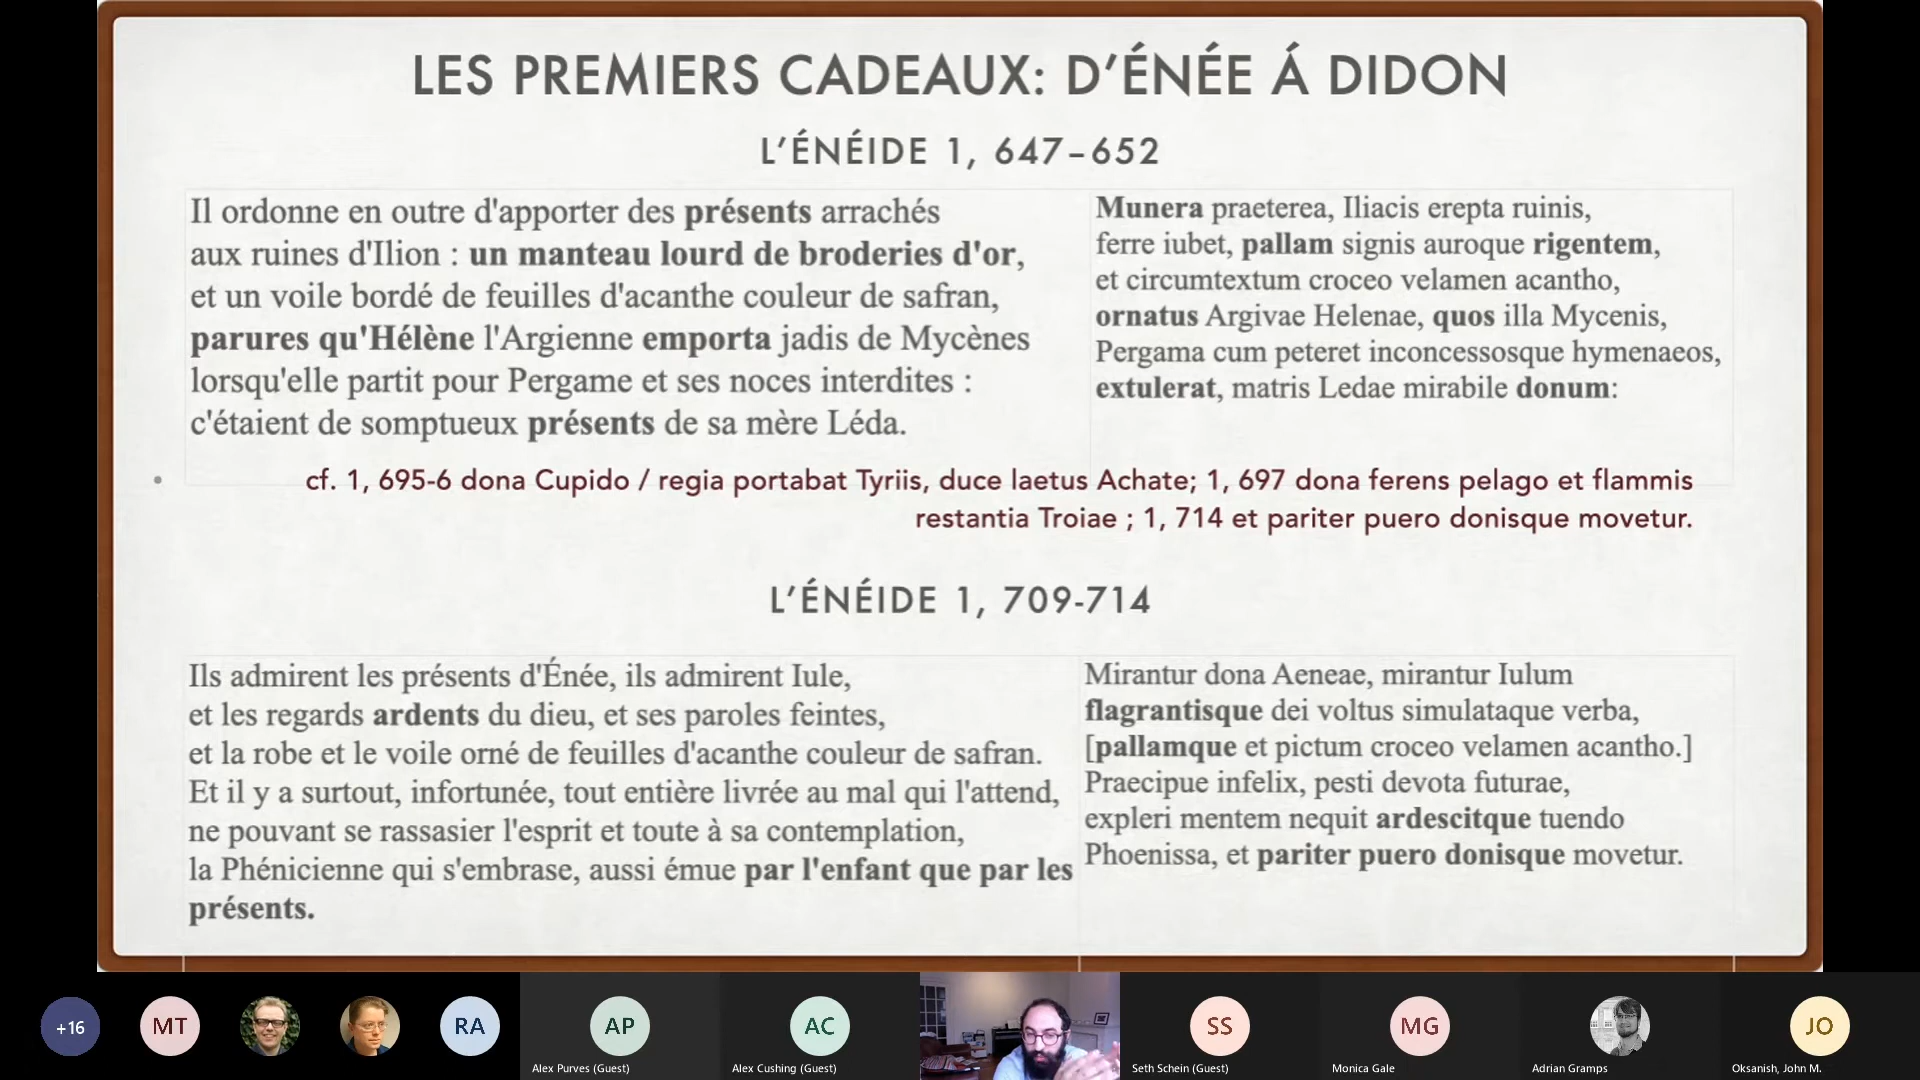 LES PREMIERS CADEAUX: D’ÉNÉE Á DIDON
L’ÉNÉIDE 1, 647–652
Il ordonne en outre d'apporter des présents arrachés
aux ruines d'Ilion : un manteau lourd de broderies d'or,
et un voile bordé de feuilles d'acanthe couleur de safran,
parures qu'Hélène l'Argienne emporta jadis de Mycènes
lorsqu'elle partit pour Pergame et ses noces interdites :
c'étaient de somptueux présents de sa mère Léda.
Munera praeterea, Iliacis erepta ruinis,
ferre iubet, pallam signis auroque rigentem,
et circumtextum croceo velamen acantho,
ornatus Argivae Helenae, quos illa Mycenis,
Pergama cum peteret inconcessosque hymenaeos,
extulerat, matris Ledae mirabile donum:
cf. 1, 695-6 dona Cupido / regia portabat Tyriis, duce laetus Achate; 1, 697 dona ferens pelago et flammis
restantia Troiae ; 1, 714 et pariter puero donisque movetur.
L’ÉNÉIDE 1, 709-714
Ils admirent les présents d'Énée, ils admirent Iule,
et les regards ardents du dieu, et ses paroles feintes,
et la robe et le voile orné de feuilles d'acanthe couleur de safran.
Et il y a surtout, infortunée, tout entière livrée au mal qui l'attend,
ne pouvant se rassasier l'esprit et toute à sa contemplation,
la Phénicienne qui s'embrase, aussi émue par l'enfant que par les
présents.
Mirantur dona Aeneae, mirantur Iulum
flagrantisque dei voltus simulataque verba,
[pallamque et pictum croceo velamen acantho.]
Praecipue infelix, pesti devota futurae,
expleri mentem nequit ardescitque tuendo
Phoenissa, et pariter puero donisque movetur.
+16
MT
RA
AP
Alex Purves (Guest)
AC
Alex Cushing (Guest)
SS
Seth Schein (Guest)
MG
Monica Gale
Adrian Gramps
JO
Oksanish, John M.